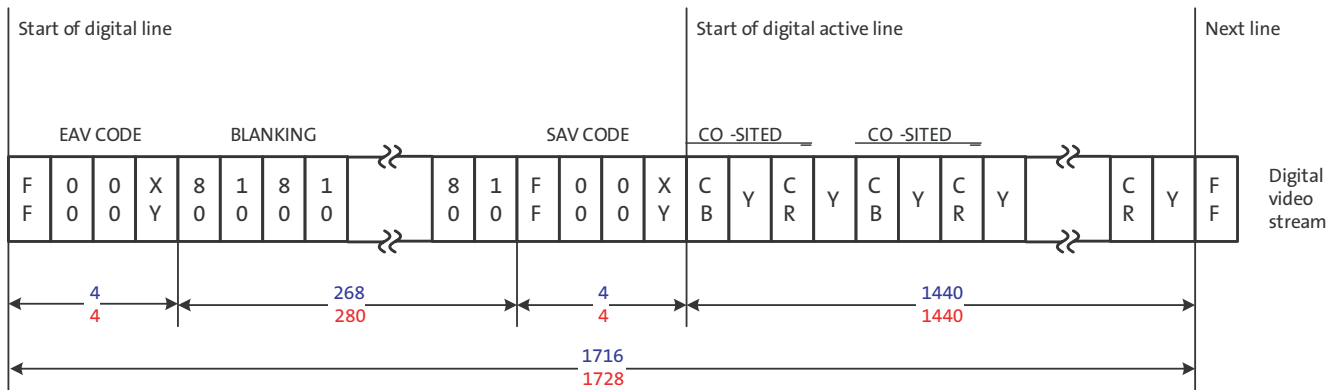 Start of digital line
Start of digital active line
Next line
EAV CODE
BLANKING
SAV CODE
CO -SITED _
CO -SITED _
F F
0 0
0 0
X Y
8 0
1 0
8 0
1 0
8 0
1 0
F F
0 0
0 0
X Y
C B
Y
C R
Y
C B
Y
C R
Y
C R
Y
F F
Digital
video
stream
4
268
4
1440
4
280
4
1440
1716
1728